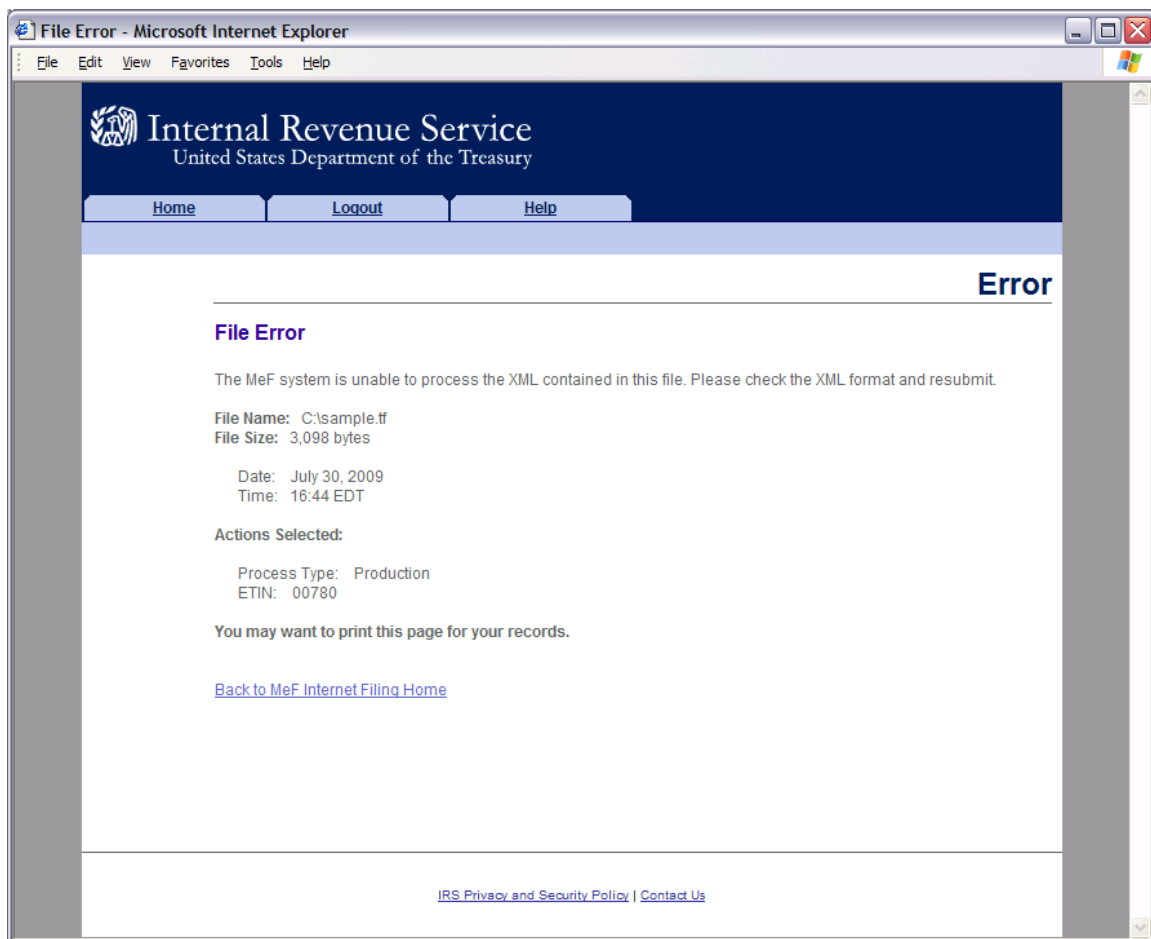 File Error - Microsoft Internet Explorer
File Edit View Favorites Tools Help
Internal Revenue Service
United States Department of the Treasury
Home Logout Help
Error
File Error
The MeF system is unable to process the XML contained in this file. Please check the XML format and resubmit.
File Name: C:\sample.tf
File Size: 3,098 bytes
Date: July 30, 2009
Time: 16:44 EDT
Actions Selected:
Process Type: Production
ETIN: 00780
You may want to print this page for your records.
Back to MeF Internet Filing Home
IRS Privacy and Security Policy | Contact Us